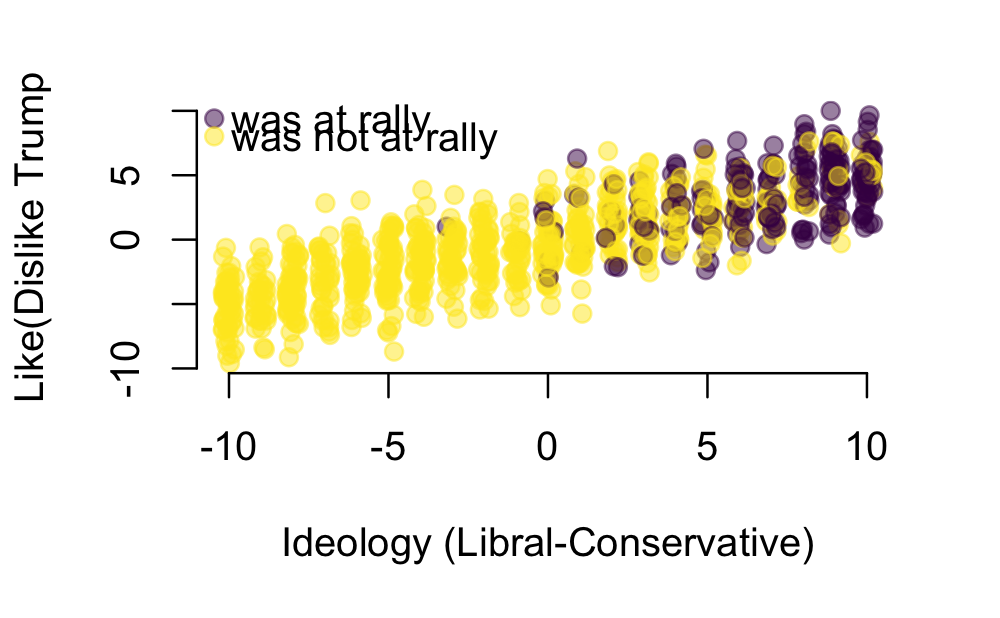 Like(Dislike Trump
was at rally
was not at rally
5
0
-10
-10
-5
0
5
10
Ideology (Libral-Conservative)